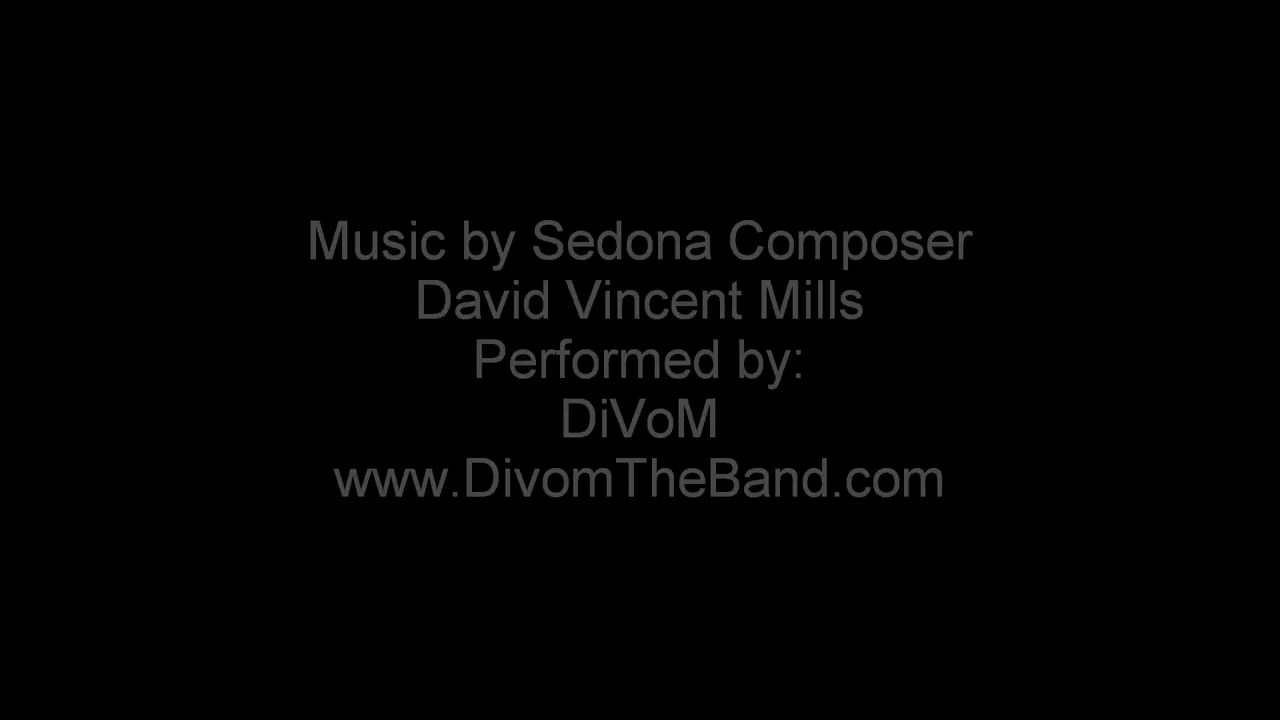 Music by Sedona Composer
David Vincent Mills
Performed by:
DiVoM
www.DivomTheBand.com